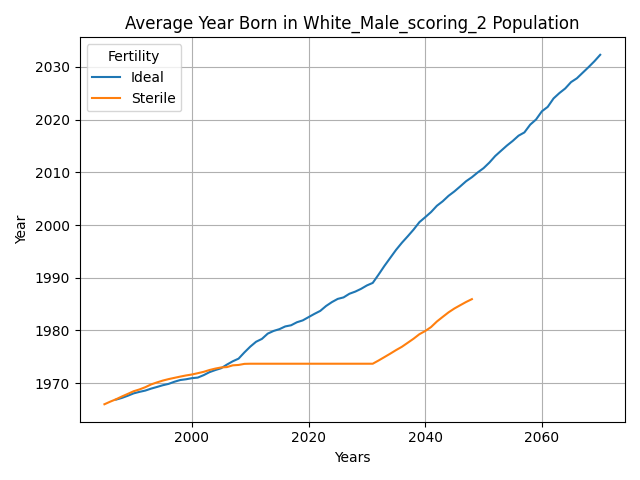 Average Year Born in White_Male_scoring_2 Population
Fertility
Ideal
Sterile
2030
2020
2010
2000
1990
1980
1970
Year
2000
2020
2040
2060
Years